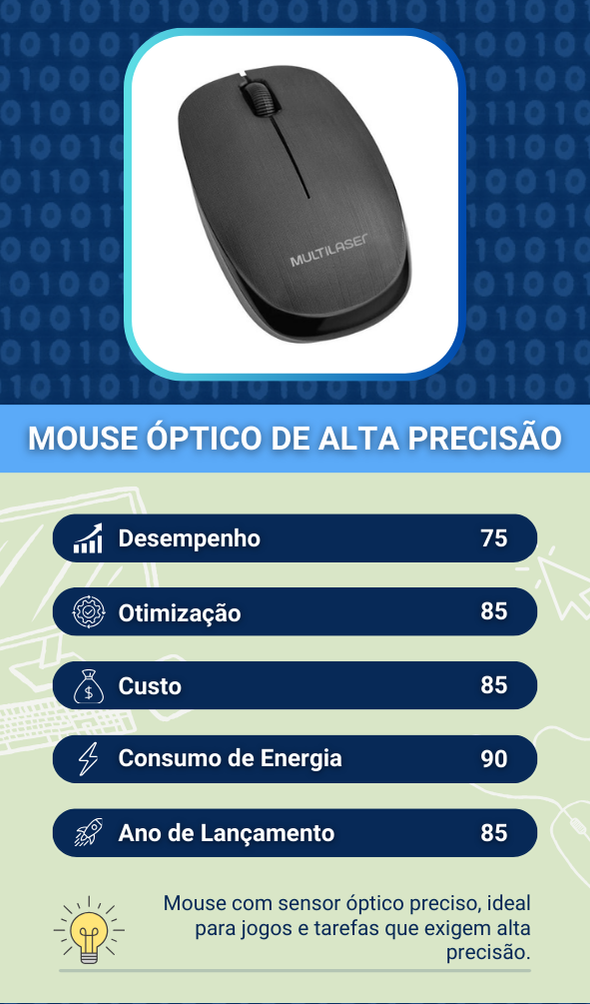 MULTILASER
MOUSE ÓPTICO DE ALTA PRECISÃO
Desempenho 75
Otimização 85
$
Custo 85
Consumo de Energia 90
Ano de Lançamento 85
Mouse com sensor óptico preciso, ideal
para jogos e tarefas que exigem alta
precisão.